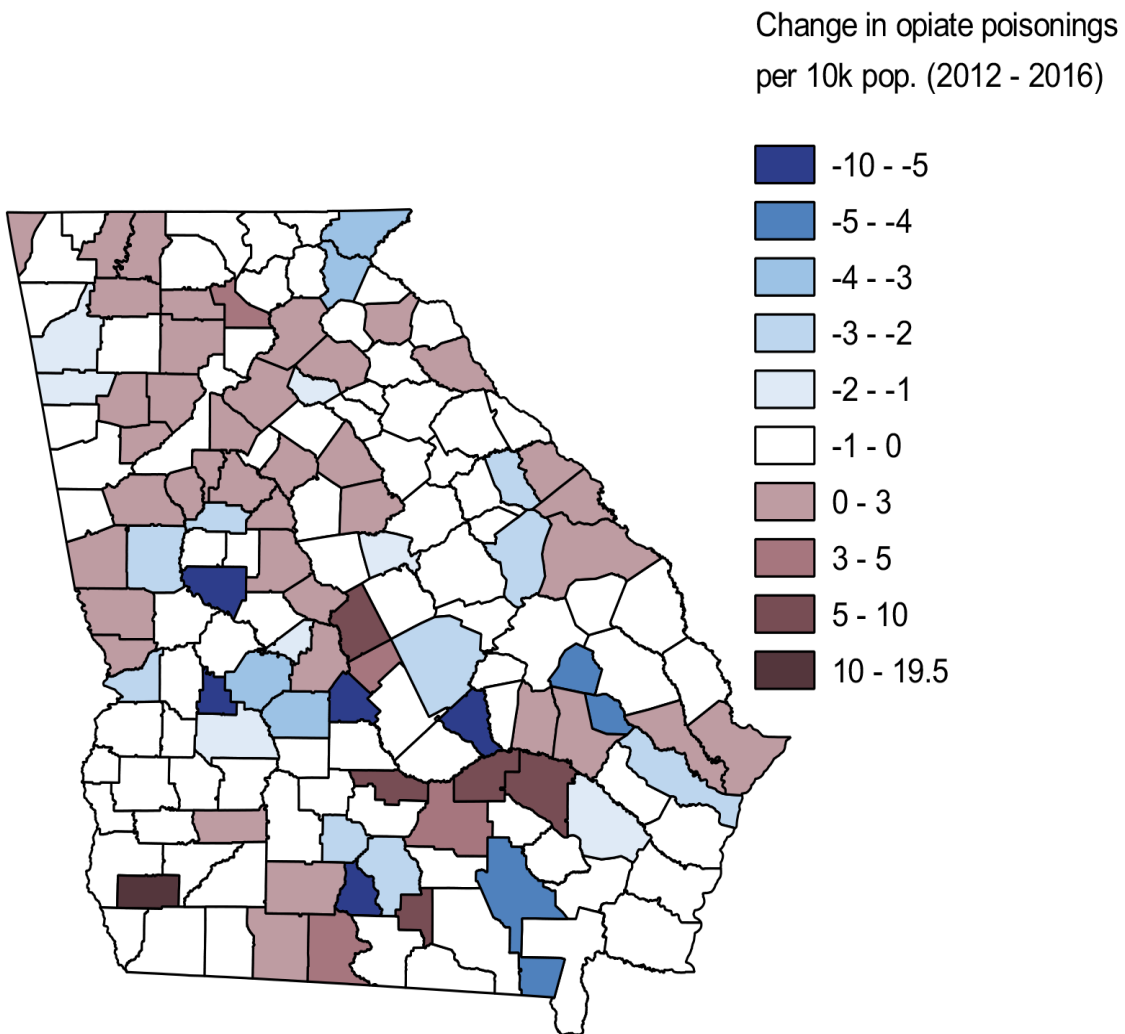 Change in opiate poisonings
per 10k pop. (2012 - 2016)
-10 - -5
-5 - -4
-4 - -3
-3 - -2
-2 - -1
-1 - 0
0 - 3
3 - 5
5 - 10
10 - 19.5